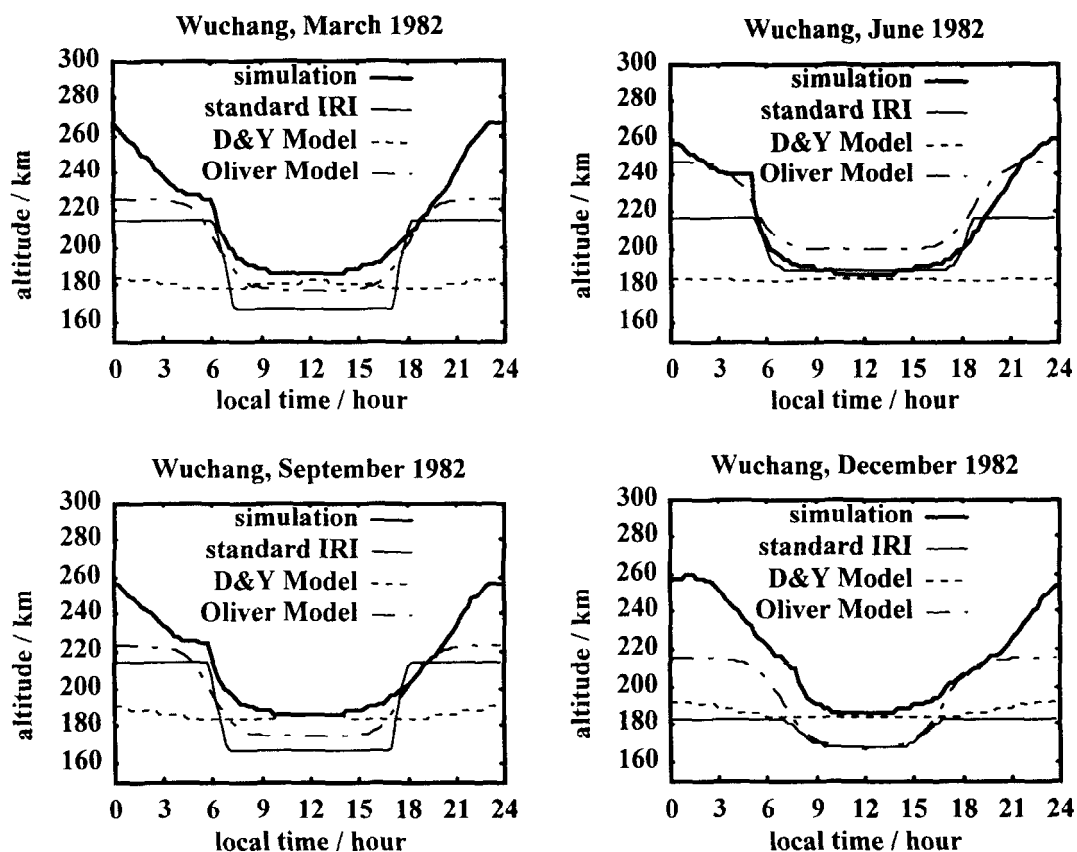 Wuchang, March 1982
300
280
260
220
200
180
160
altitude / km
simulation
standard IRI
D&Y Model
Oliver Model
0 3 6 9 12 15 18 21 24
local time / hour
Wuchang, June 1982
300
280
260
220
200
180
160
altitude / km
simulation
standard IRI
D&Y Model
Oliver Model
0 3 6 9 12 15 18 21 24
local time / hour
Wuchang, September 1982
300
280
260
220
200
180
160
altitude / km
simulation
standard IRI
D&Y Model
Oliver Model
0 3 6 9 12 15 18 21 24
local time / hour
Wuchang, December 1982
300
280
260
220
200
180
160
altitude / km
simulation
standard IRI
D&Y Model
Oliver Model
0 3 6 9 12 15 18 21 24
local time / hour